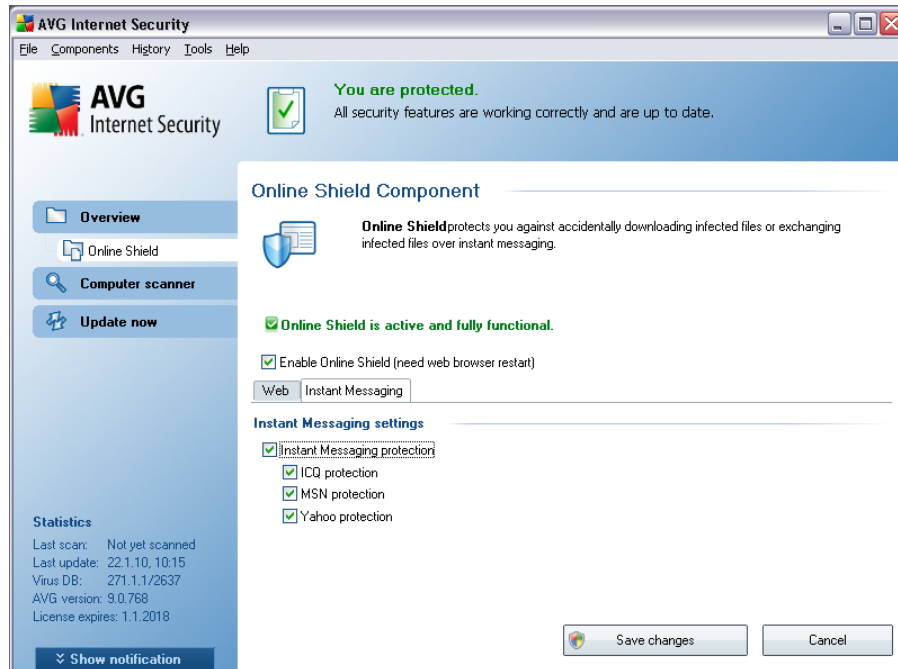 AVG Internet Security
File Components History Tools Help
AVG
Internet Security
You are protected.
All security features are working correctly and are up to date.
Overview
Online Shield
Computer scanner
Update now
Online Shield Component
Online Shieldprotects you against accidentally downloading infected files or exchanging
infected files over instant messaging.
Online Shield is active and fully functional.
Enable Online Shield (need web browser restart)
Web Instant Messaging
Instant Messaging settings
Instant Messaging protection
ICQ protection
MSN protection
Yahoo protection
Statistics
Last scan: Not yet scanned
Last update: 22.1.10, 10:15
Virus DB: 271.1.1/2637
AVG version: 9.0.768
License expires: 1.1.2018
Show notification
Save changes
Cancel